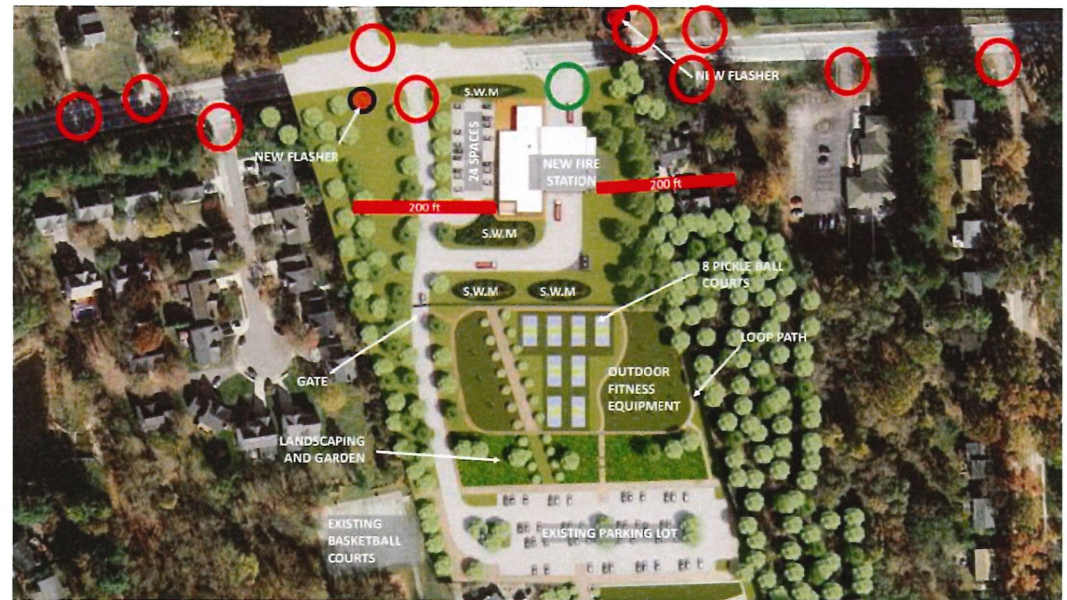 NEW FLASHER
S.W.M
NEW FLASHER
24 SPACES
NEW FIRE
STATION
200 ft
200 ft
S.W.M
S.W.M
S.W.M
8 PICKLE BALL
COURTS
LOOP PATH
GATE
OUTDOOR
FITNESS
EQUIPMENT
LANDSCAPING
AND GARDEN
EXISTING
BASKETBALL
COURTS
EXISTING PARKING LOT